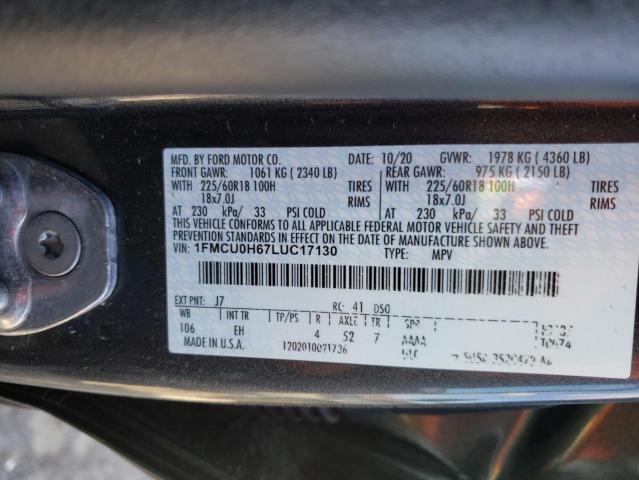 MFD. BY FORD MOTOR CO. 10/20 GVWR: 1978 KG ( 4360 LB)
FRONT GAWR: 1061 KG ( 2340 LB) REAR GAWR: 975 KG ( 2150 LB)
WITH 225/60R18 100H TIRES WITH 225/60R18 100H TIRES
18x7.0J RIMS 18x7.0J RIMS
AT 230 kPa/ 33 PSI COLD AT 230 kPa/ 33 PSI COLD
THIS VEHICLE CONFORMS TO ALL APPLICABLE FEDERAL MOTOR VEHICLE SAFETY AND THEFT
PREVENTION STANDARDS IN EFFECT ON THE
DATE OF MANUFACTURE SHOWN ABOVE.
VIN: 1FMCU0H67LUC17130 TYPE: MPV
EXT PNT: J7 RC: 41 DSO
WB INT TR TP/PS R AXLE TR SPR
106 EH 4 52 7 AAAA
MADE IN U.S.A. 1202010021736